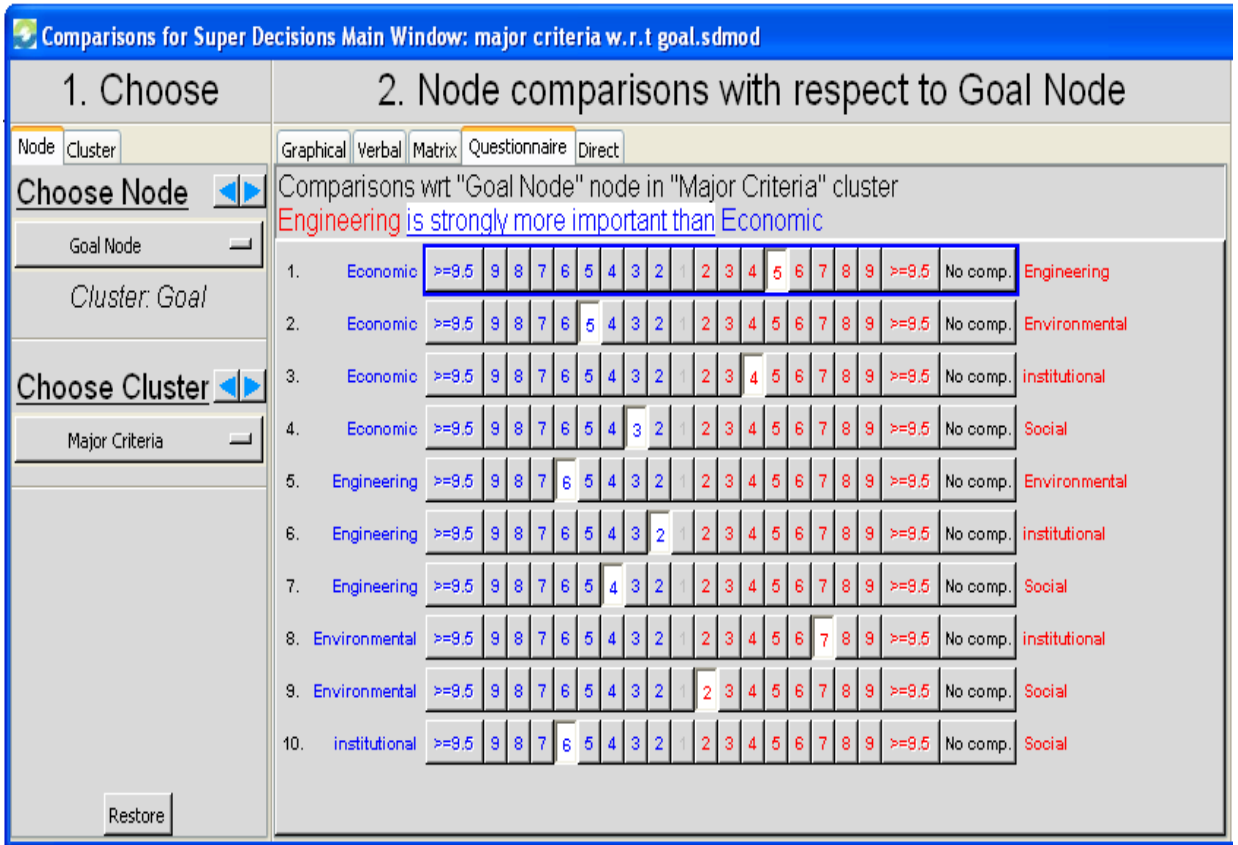 Comparisons for Super Decisions Main Window: major criteria w.r.t goal.sdmod
1. Choose
2. Node comparisons with respect to Goal Node
Node Cluster
Graphical Verbal Matrix Questionnaire Direct
Choose Node
Goal Node
Cluster: Goal
Choose Cluster
Major Criteria
Restore
Comparisons wrt "Goal Node" node in "Major Criteria" cluster
Engineering is strongly more important than Economic
1. Economic >=9.5 9 8 7 6 5 4 3 2 1 2 3 4 5 6 7 8 9 >=9.5 No comp. Engineering
2. Economic >=9.5 9 8 7 6 5 4 3 2 1 2 3 4 5 6 7 8 9 >=9.5 No comp. Environmental
3. Economic >=9.5 9 8 7 6 5 4 3 2 1 2 3 4 5 6 7 8 9 >=9.5 No comp. institutional
4. Economic >=9.5 9 8 7 6 5 4 3 2 1 2 3 4 5 6 7 8 9 >=9.5 No comp. Social
5. Engineering >=9.5 9 8 7 6 5 4 3 2 1 2 3 4 5 6 7 8 9 >=9.5 No comp. Environmental
6. Engineering >=9.5 9 8 7 6 5 4 3 2 1 2 3 4 5 6 7 8 9 >=9.5 No comp. institutional
7. Engineering >=9.5 9 8 7 6 5 4 3 2 1 2 3 4 5 6 7 8 9 >=9.5 No comp. Social
8. Environmental >=9.5 9 8 7 6 5 4 3 2 1 2 3 4 5 6 7 8 9 >=9.5 No comp. institutional
9. Environmental >=9.5 9 8 7 6 5 4 3 2 1 2 3 4 5 6 7 8 9 >=9.5 No comp. Social
10. institutional >=9.5 9 8 7 6 5 4 3 2 1 2 3 4 5 6 7 8 9 >=9.5 No comp. Social